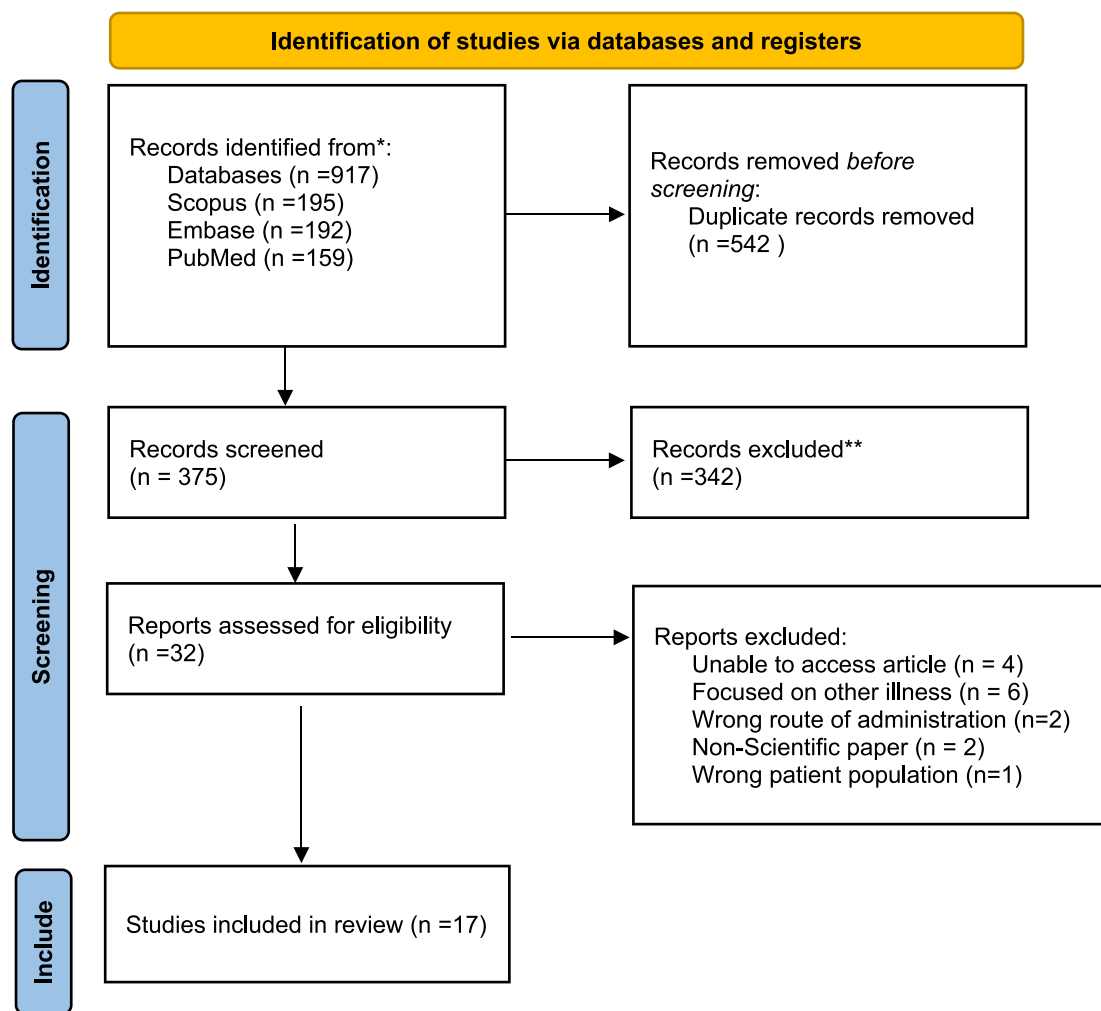 Identification of studies via databases and registers
Identification
Records identified from*:
Databases (n =917)
Scopus (n =195)
Embase (n =192)
PubMed (n =159)
Records removed before
screening:
Duplicate records removed
(n =542 )
Screening
Records screened
(n = 375)
Records excluded**
(n =342)
Reports assessed for eligibility
(n =32)
Reports excluded:
Unable to access article (n = 4)
Focused on other illness (n = 6)
Wrong route of administration (n=2)
Non-Scientific paper (n = 2)
Wrong patient population (n=1)
Include
Studies included in review (n =17)